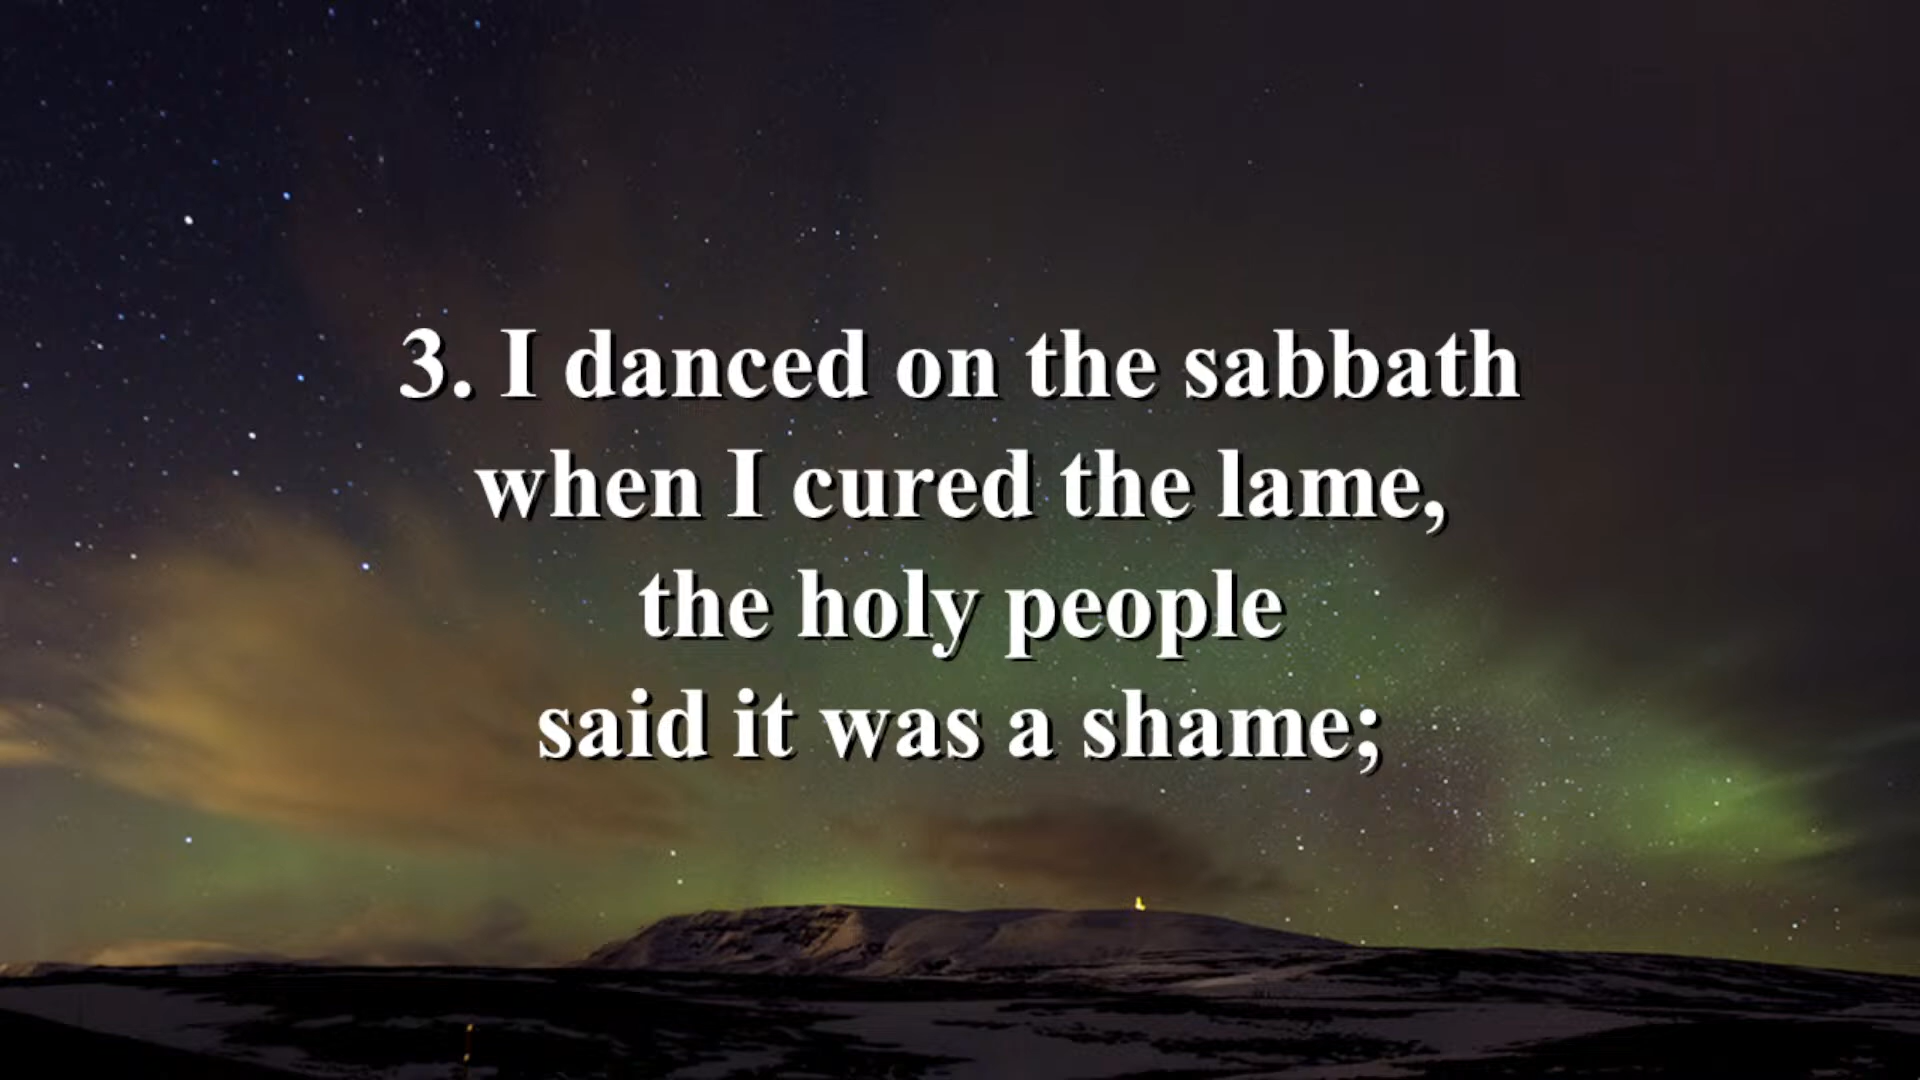 3. I danced on the sabbath
when I cured the lame,
the holy people
said it was a shame;